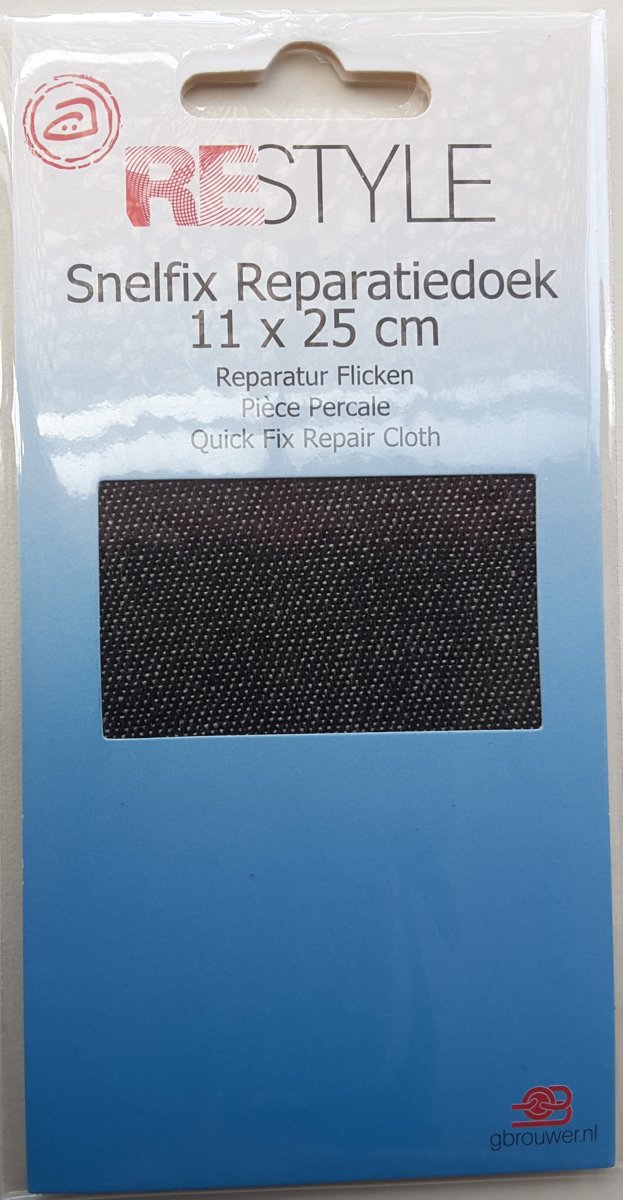 RESTYLE
Snelfix Reparatiedoek
11 x 25 cm
Reparatur Flicken
Pièce Percale
Quick Fix Repair Cloth
gbrouwer.nl